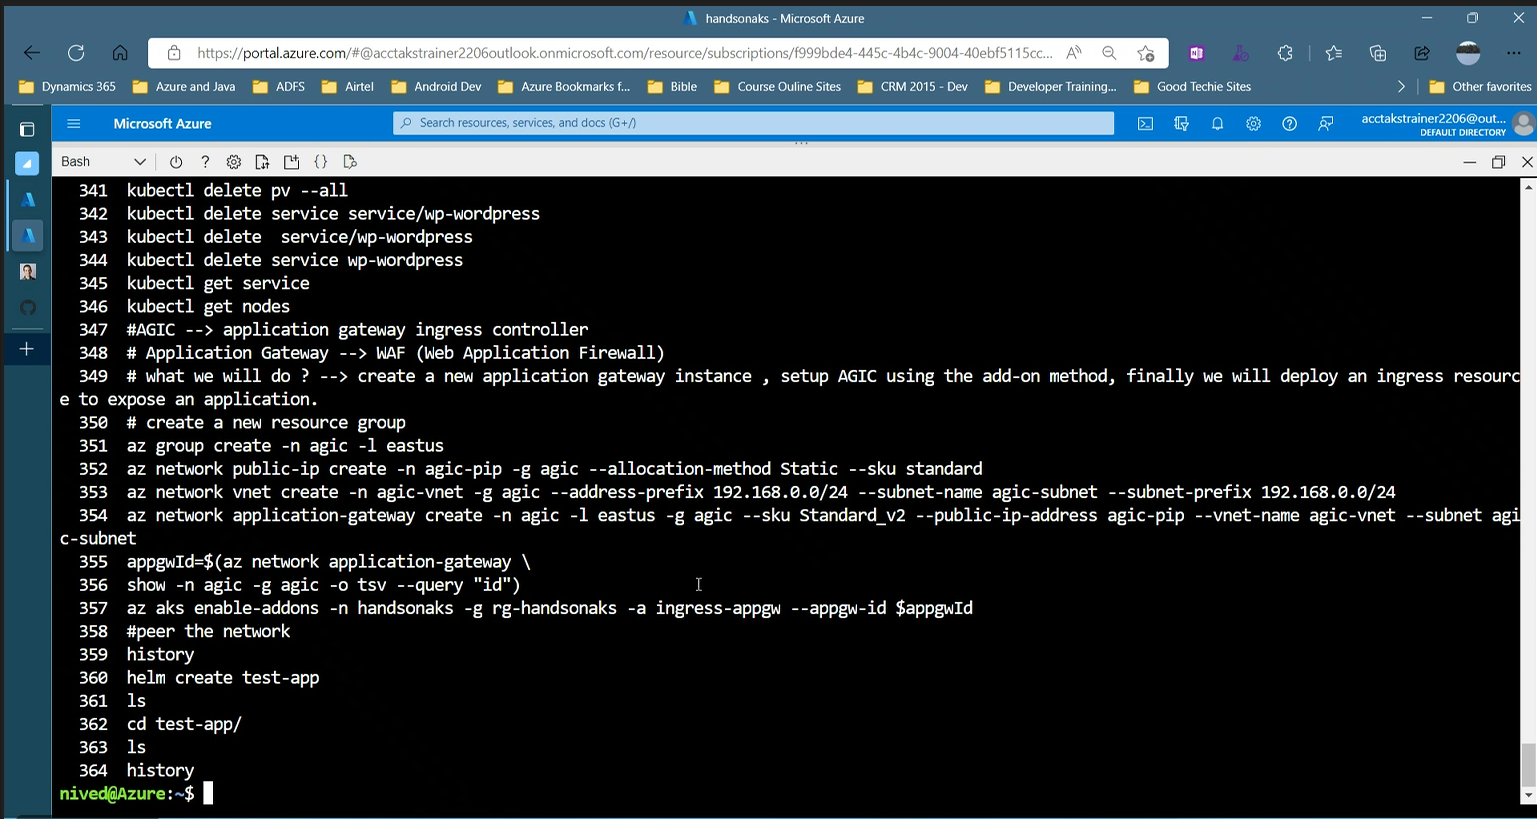 handsonaks - Microsoft Azure
https://portal.azure.com/#@acctakstrainer2206outlook.onmicrosoft.com/resource/subscriptions/f999bde4-445c-4b4c-9004-40ebf5115cc...
Dynamics 365 Azure and Java ADFS Airtel Android Dev Azure Bookmarks f... Bible Course Ouline Sites CRM 2015 - Dev Developer Training... Good Techie Sites Other favorites
Microsoft Azure Search resources, services, and docs (G+/) acctakstrainer2206@out...
DEFAULT DIRECTORY
Bash
341 kubectl delete pv --all
342 kubectl delete service service/wp-wordpress
343 kubectl delete  service/wp-wordpress
344 kubectl delete service wp-wordpress
345 kubectl get service
346 kubectl get nodes
347 #AGIC --> application gateway ingress controller
348 # Application Gateway --> WAF (Web Application Firewall)
349 # what we will do ? --> create a new application gateway instance , setup AGIC using the add-on method, finally we will deploy an ingress resourc
e to expose an application.
350 # create a new resource group
351 az group create -n agic -l eastus
352 az network public-ip create -n agic-pip -g agic --allocation-method Static --sku standard
353 az network vnet create -n agic-vnet -g agic --address-prefix 192.168.0.0/24 --subnet-name agic-subnet --subnet-prefix 192.168.0.0/24
354 az network application-gateway create -n agic -l eastus -g agic --sku Standard_v2 --public-ip-address agic-pip --vnet-name agic-vnet --subnet agi
c-subnet
355 appgwId=$(az network application-gateway \
356 show -n agic -g agic -o tsv --query "id")
357 az aks enable-addons -n handsonaks -g rg-handsonaks -a ingress-appgw --appgw-id $appgwId
358 #peer the network
359 history
360 helm create test-app
361 ls
362 cd test-app/
363 ls
364 history
nived@Azure:~$